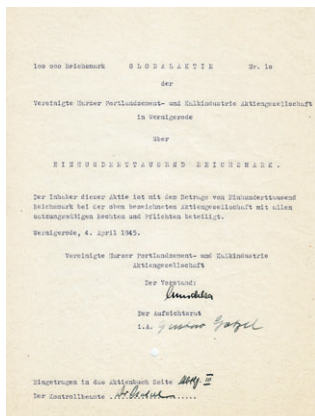 100 000 Reichsmark G L O B A L A K T I E Nr. 10
der
Vereinigte Harzer Portlandzement- und Kalkindustrie Aktiengesellschaft
in Wernigerode
über
E I N H U N D E R T T A U S E N D R E I C H S M A R K .
Der Inhaber dieser Aktie ist mit dem Betrage von Einhunderttausend
Reichsmark bei der oben bezeichneten Aktiengesellschaft mit allen
satzungsmäßigen Rechten und Pflichten beteiligt.
Wernigerode, 4. April 1945.
Vereinigte Harzer Portlandzement- und Kalkindustrie
Aktiengesellschaft
Der Vorstand:
Der Aufsichtsrat
i.A. Gustav
Eingetragen in das Aktienbuch Seite
Der Kontrollbeamte